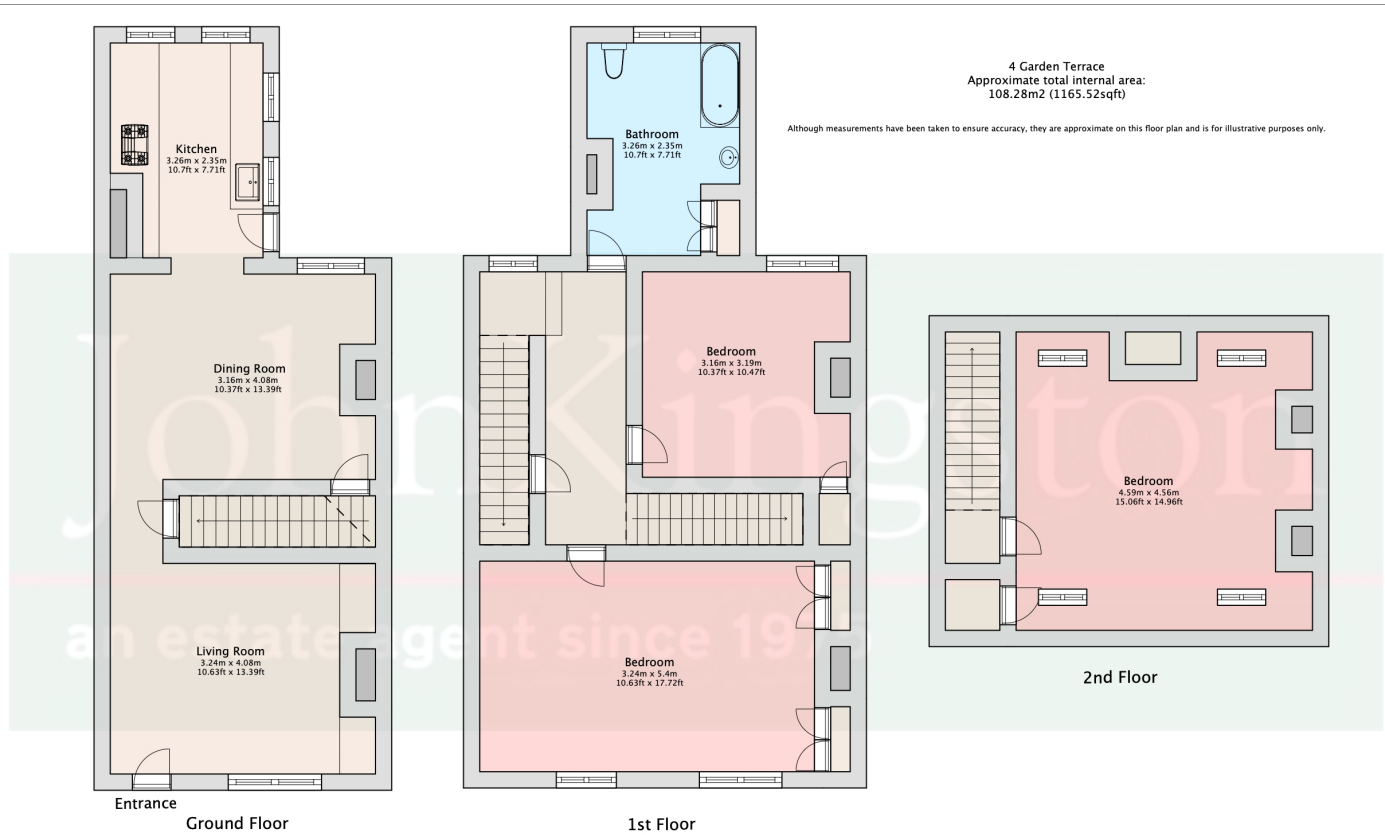 4 Garden Terrace
Approximate total internal area:
108.28m2 (1165.52sqft)
Although measurements have been taken to ensure accuracy, they are approximate on this floor plan and is for illustrative purposes only.
Kitchen
3.26m x 2.35m
10.7ft x 7.71ft
Dining Room
3.16m x 4.08m
10.37ft x 13.39ft
Living Room
3.24m x 4.08m
10.63ft x 13.39ft
Entrance
Ground Floor
Bathroom
3.26m x 2.35m
10.7ft x 7.71ft
Bedroom
3.16m x 3.19m
10.37ft x 10.47ft
Bedroom
3.24m x 5.4m
10.63ft x 17.72ft
1st Floor
Bedroom
4.59m x 4.56m
15.06ft x 14.96ft
2nd Floor
JohnKingston
an estate agent since 1975